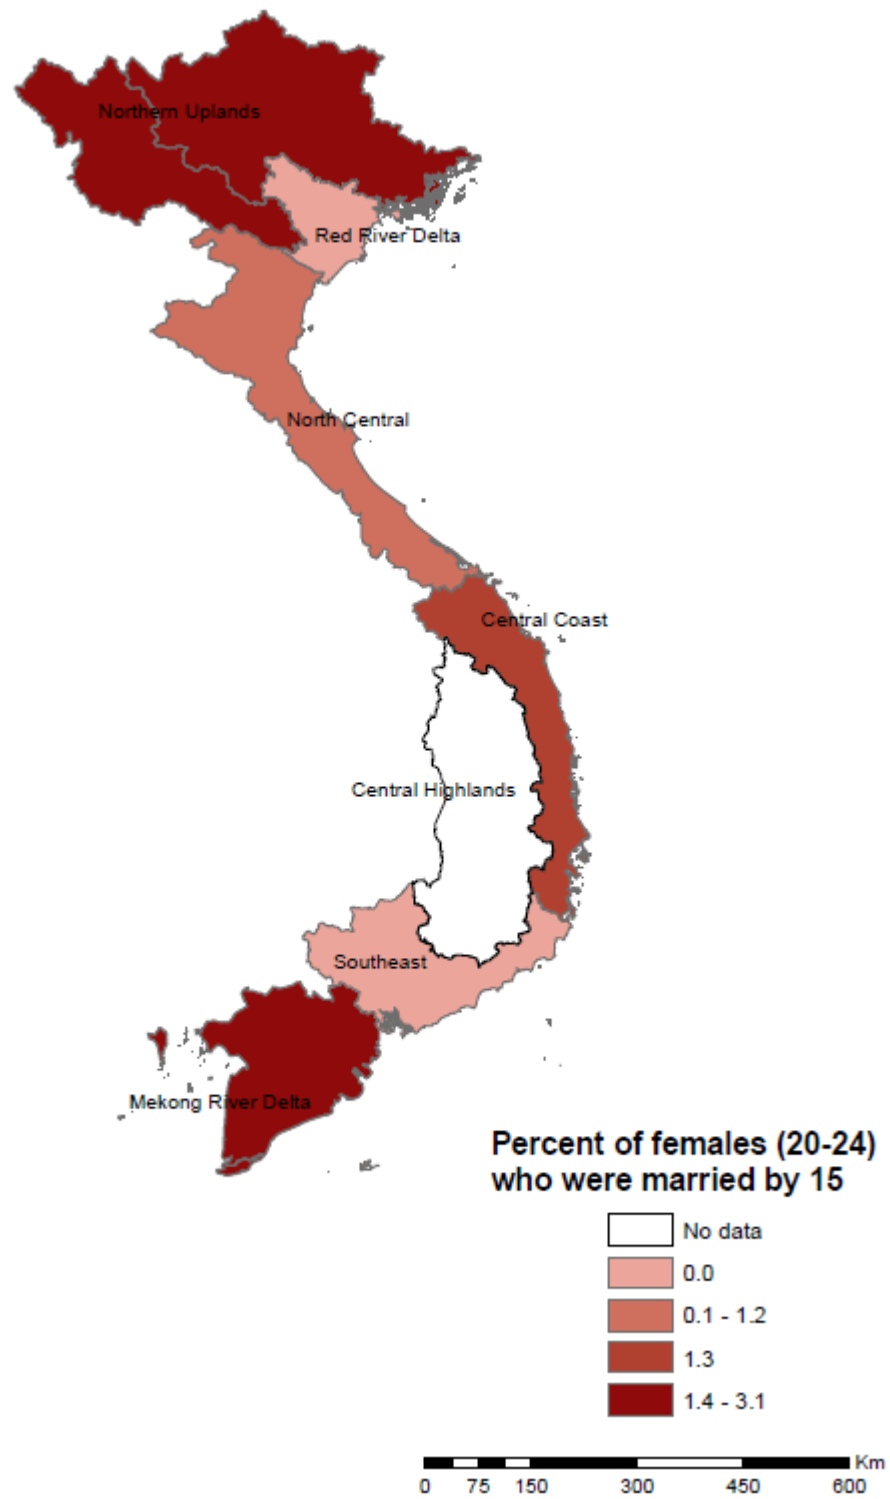 Northern Uplands
Red River Delta
North Central
Central Coast
Central Highlands
Southeast
Mekong River Delta
Percent of females (20-24)
who were married by 15
No data
0.0
0.1 - 1.2
1.3
1.4 - 3.1
Km
0 75 150 300 450 600